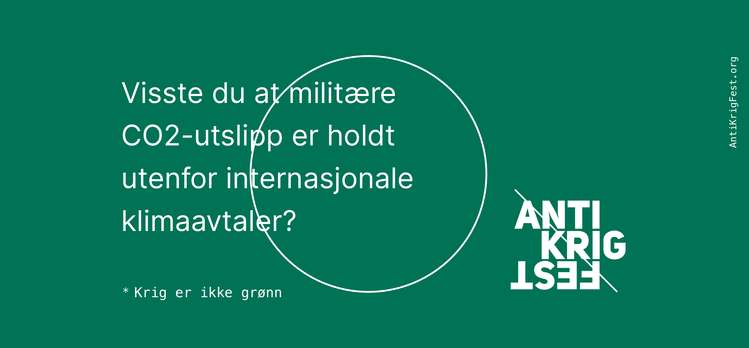 Visste du at militære
CO2-utslipp er holdt
utenfor internasjonale
klimaavtaler?
* Krig er ikke grønn
ANTI
KRIG
FEST
AntiKrigFest.org